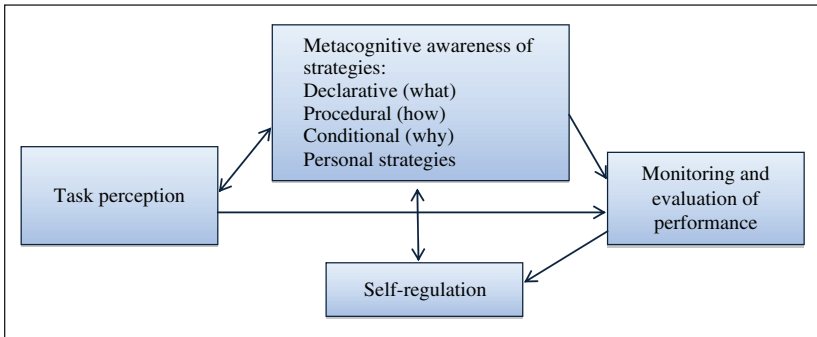 Metacognitive awareness of
strategies:
Declarative (what)
Procedural (how)
Conditional (why)
Personal strategies
Task perception
Monitoring and
evaluation of
performance
Self-regulation